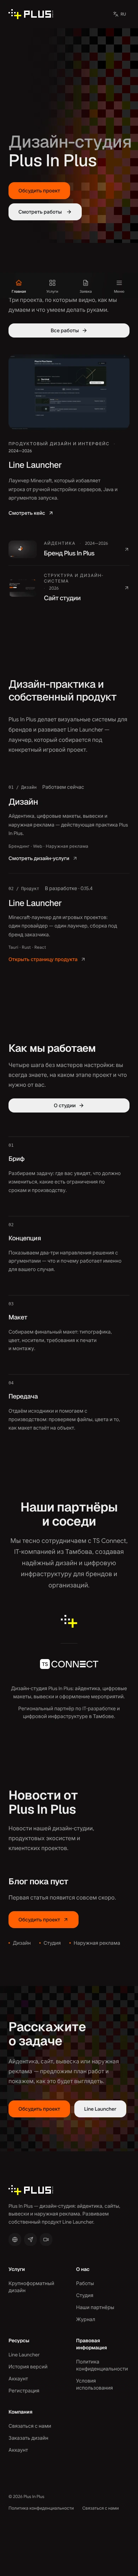 PLUS
RU
Дизайн-студия
Plus In Plus
Обсудить проект
Смотреть работы →
Главная
Услуги
Заявка
Меню
Три проекта, по которым видно, как мы
думаем и что умеем делать руками.
Все работы →
ПРОДУКТОВЫЙ ДИЗАЙН И ИНТЕРФЕЙС
2024—2026
Line Launcher
Лаунчер Minecraft, который избавляет
игрока от ручной настройки серверов, Java и
аргументов запуска.
Смотреть кейс ↗
АЙДЕНТИКА 2024—2026
Бренд Plus In Plus
СТРУКТУРА И ДИЗАЙН-
СИСТЕМА
2026
Сайт студии
Дизайн-практика и
собственный продукт
Plus In Plus делает визуальные системы для
брендов и развивает Line Launcher —
лаунчер, который собирается под
конкретный игровой проект.
01 / Дизайн Работаем сейчас
Дизайн
Айдентика, цифровые макеты, вывески и
наружная реклама — действующая практика Plus
In Plus.
Брендинг · Web · Наружная реклама
Смотреть дизайн-услуги ↗
02 / Продукт В разработке · 0.15.4
Line Launcher
Minecraft лаунчер для игровых проектов:
один провайдер — один лаунчер, сборка под
бренд заказчика.
Tauri · Rust · React
Открыть страницу продукта ↗
Как мы работаем
Четыре шага без мастерской чепухи: вы
всегда знаете, на каком этапе проект и что
нужно от вас.
О студии →
01
Бриф
Разбираем задачу: где вас увидят, что должно
измениться, какие есть ограничения по
срокам и производству.
02
Концепция
Показываем два-три направления решения с
аргументами — что и почему работает именно
для вашего случая.
03
Макет
Собираем финальный макет: типографика,
цвет, носители, требования к печати
и монтажу.
04
Передача
Отдаём исходники и помогаем с
производством: проверяем файлы, цвета и то,
как макет встаёт на объект.
Наши партнёры
и соседи
Мы тесно сотрудничаем с TS Connect,
IT-компанией из Тамбова, создавая
надёжный дизайн и цифровую
инфраструктуру для брендов и
организаций.
TS CONNECT
Дизайн-студия Plus In Plus: айдентика, цифровые
макеты, вывески и оформление мероприятий.
Региональный партнёр по IT-разработке и
цифровой инфраструктуре в Тамбове.
Новости от
Plus In Plus
Новости нашей дизайн-студии,
продуктовых экосистем и
клиентских проектов.
Блог пока пуст
Первая статья появится совсем скоро.
Обсудить проект ↗
• Дизайн • Студия • Наружная реклама
Расскажите
о задаче
Айдентика, сайт, вывеска или наружная
реклама — предложим план работ и
покажем, как это будет выглядеть.
Обсудить проект
Line Launcher
PLUS
Plus In Plus — дизайн-студия: айдентика, сайты,
вывески и наружная реклама. Развиваем
собственный продукт Line Launcher.
Услуги
Крупноформатный
дизайн
О нас
Работы
Студия
Наши партнёры
Журнал
Ресурсы
Line Launcher
История версий
Аккаунт
Регистрация
Правовая
информация
Политика
конфиденциальности
Условия
использования
Компания
Связаться с нами
Заказать дизайн
Аккаунт
© 2026 Plus In Plus
Политика конфиденциальности Связаться с нами